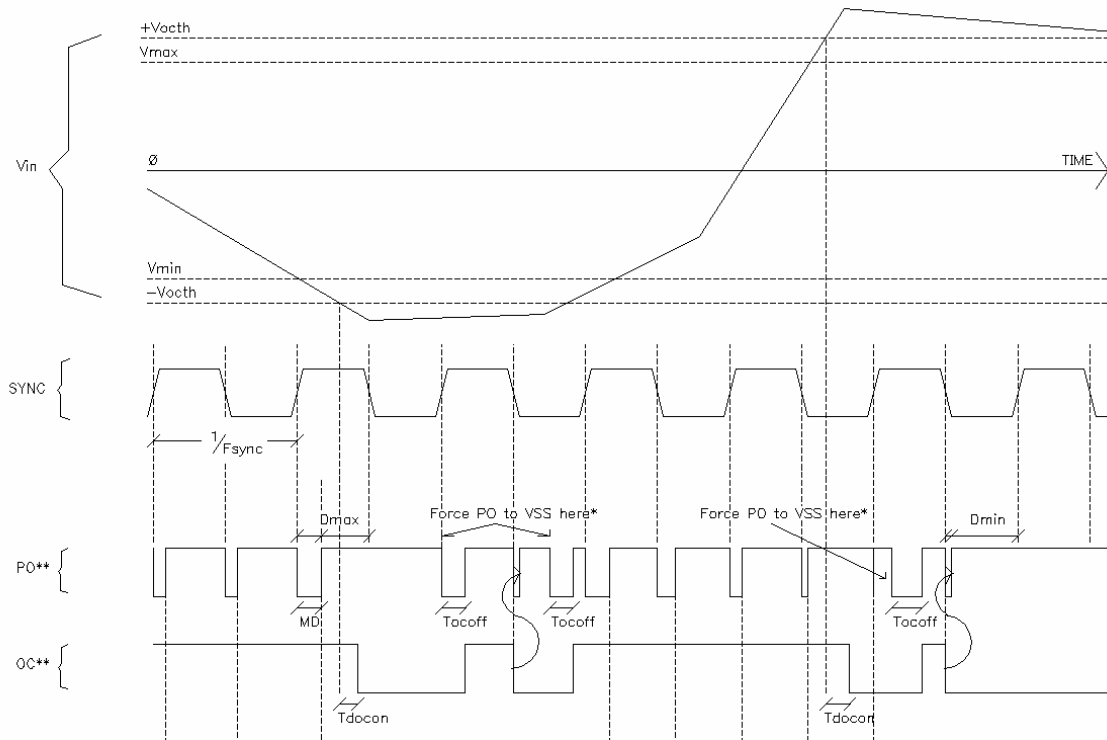 +Vocth
Vmax
Vin
Ø
TIME
Vmin
-Vocth
SYNC
1/Fsync
Dmax
Force PO to VSS here*
Force PO to VSS here*
Dmin
PO**
MD
Tocoff
Tocoff
Tocoff
OC**
Tdocon
Tdocon